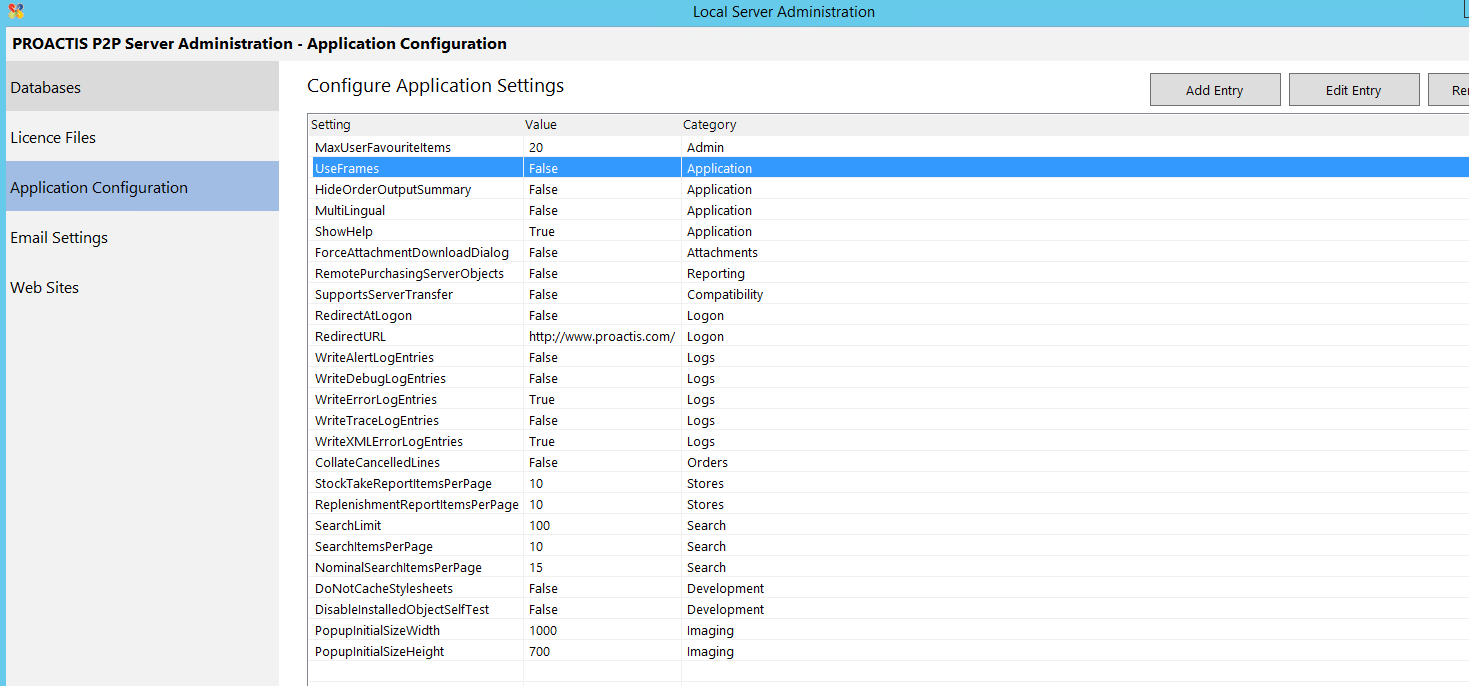 Local Server Administration
PROACTIS P2P Server Administration - Application Configuration
Databases
Licence Files
Application Configuration
Email Settings
Web Sites
Configure Application Settings
Add Entry
Edit Entry
Setting Value Category
MaxUserFavouriteItems 20 Admin
UseFrames False Application
HideOrderOutputSummary False Application
MultiLingual False Application
ShowHelp True Application
ForceAttachmentDownloadDialog False Attachments
RemotePurchasingServerObjects False Reporting
SupportsServerTransfer False Compatibility
RedirectAtLogon False Logon
RedirectURL http://www.proactis.com/ Logon
WriteAlertLogEntries False Logs
WriteDebugLogEntries False Logs
WriteErrorLogEntries True Logs
WriteTraceLogEntries False Logs
WriteXMLErrorLogEntries True Logs
CollateCancelledLines False Orders
StockTakeReportItemsPerPage 10 Stores
ReplenishmentReportItemsPerPage 10 Stores
SearchLimit 100 Search
SearchItemsPerPage 10 Search
NominalSearchItemsPerPage 15 Search
DoNotCacheStylesheets False Development
DisableInstalledObjectSelfTest False Development
PopupInitialSizeWidth 1000 Imaging
PopupInitialSizeHeight 700 Imaging